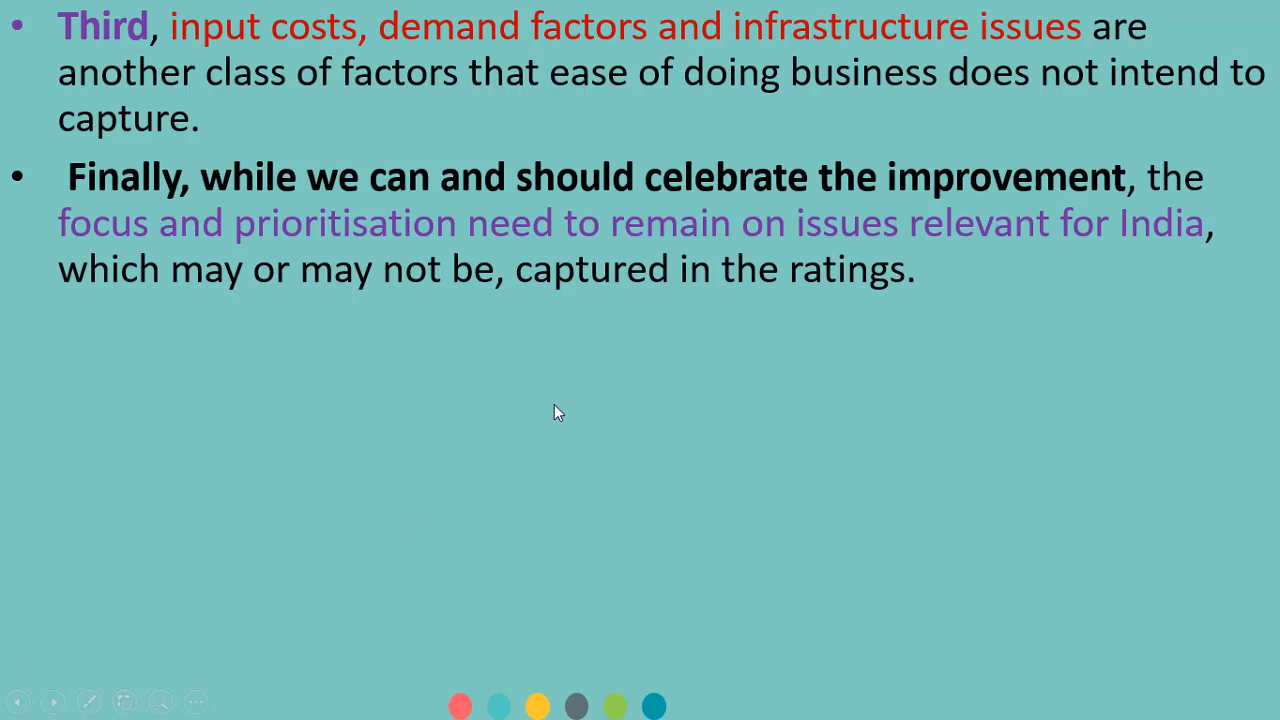 • Third, input costs, demand factors and infrastructure issues are
another class of factors that ease of doing business does not intend to
capture.
• Finally, while we can and should celebrate the improvement, the
focus and prioritisation need to remain on issues relevant for India,
which may or may not be, captured in the ratings.